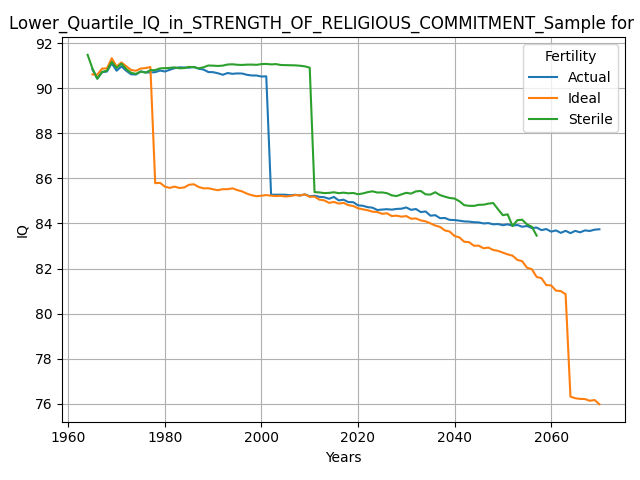 Lower_Quartile_IQ_in_STRENGTH_OF_RELIGIOUS_COMMITMENT_Sample for
Fertility
Actual
Ideal
Sterile
IQ
92
90
88
86
84
82
80
78
76
1960
1980
2000
2020
2040
2060
Years